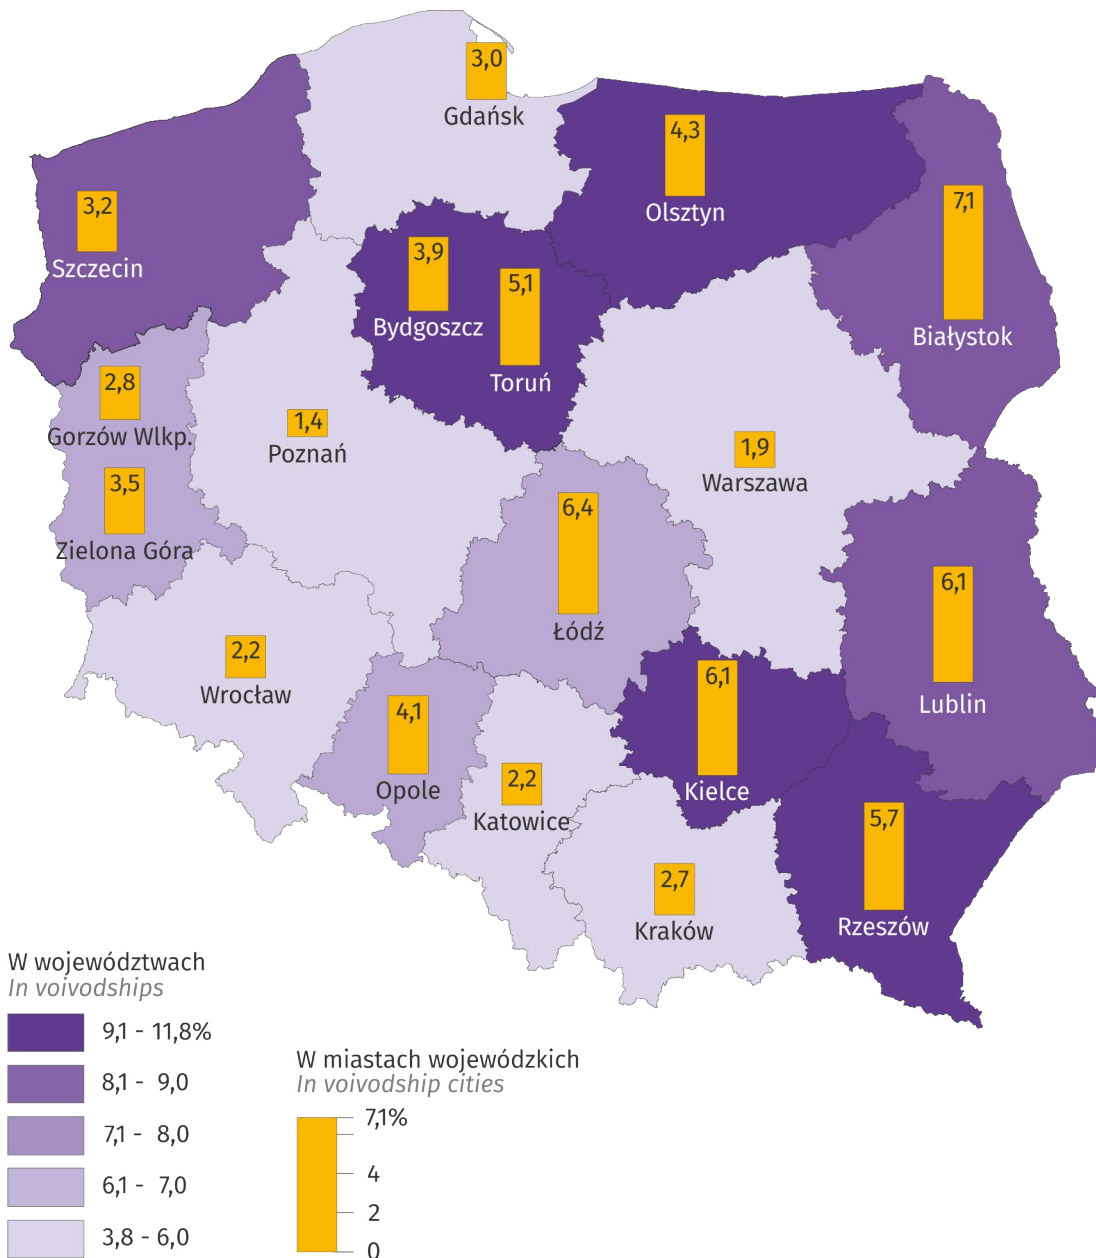 3,0
Gdańsk
4,3
Olsztyn
3,2
Szczecin
7,1
Białystok
3,9
Bydgoszcz
5,1
Toruń
2,8
Gorzów Wlkp.
1,4
Poznań
1,9
Warszawa
3,5
Zielona Góra
6,4
Łódź
6,1
Lublin
2,2
Wrocław
6,1
Kielce
4,1
Opole
2,2
Katowice
5,7
Rzeszów
2,7
Kraków
W województwach
In voivodships
9,1 - 11,8%
8,1 - 9,0
7,1 - 8,0
6,1 - 7,0
3,8 - 6,0
W miastach wojewódzkich
In voivodship cities
7,1%
4
2
0